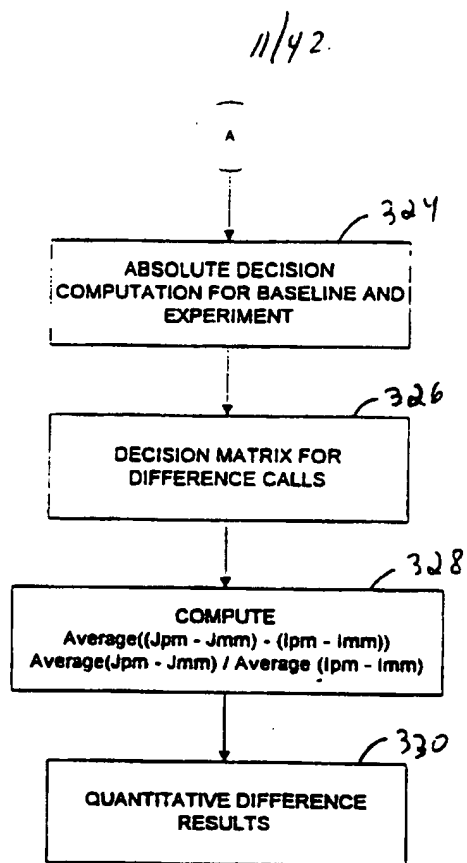 11/42.
A
324
ABSOLUTE DECISION
COMPUTATION FOR BASELINE AND
EXPERIMENT
326
DECISION MATRIX FOR
DIFFERENCE CALLS
328
COMPUTE
Average((Jpm - Jmm) - (Ipm - Imm))
Average(Jpm - Jmm) / Average (Ipm - Imm)
330
QUANTITATIVE DIFFERENCE
RESULTS